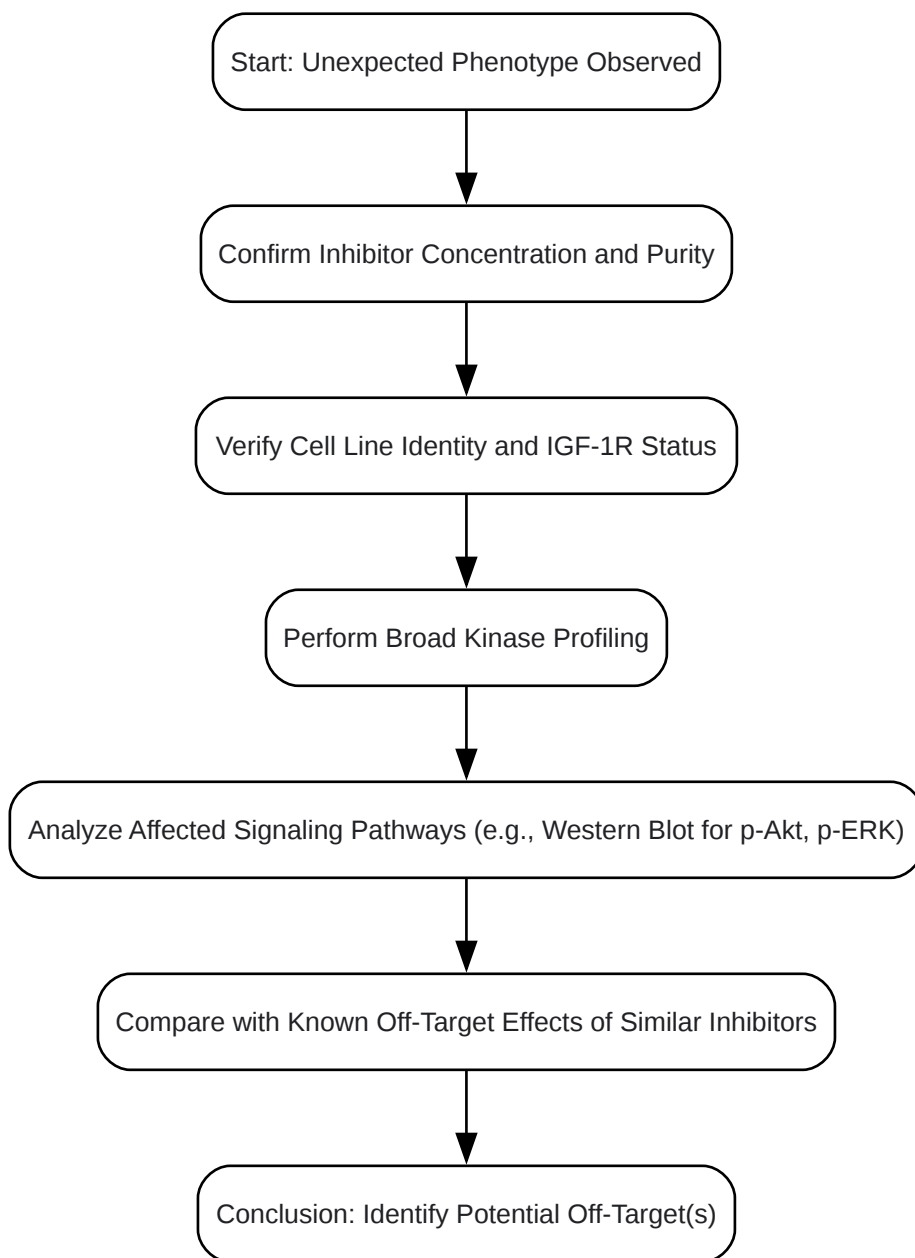 Start: Unexpected Phenotype Observed
Confirm Inhibitor Concentration and Purity
Verify Cell Line Identity and IGF-1R Status
Perform Broad Kinase Profiling
Analyze Affected Signaling Pathways (e.g., Western Blot for p-Akt, p-ERK)
Compare with Known Off-Target Effects of Similar Inhibitors
Conclusion: Identify Potential Off-Target(s)